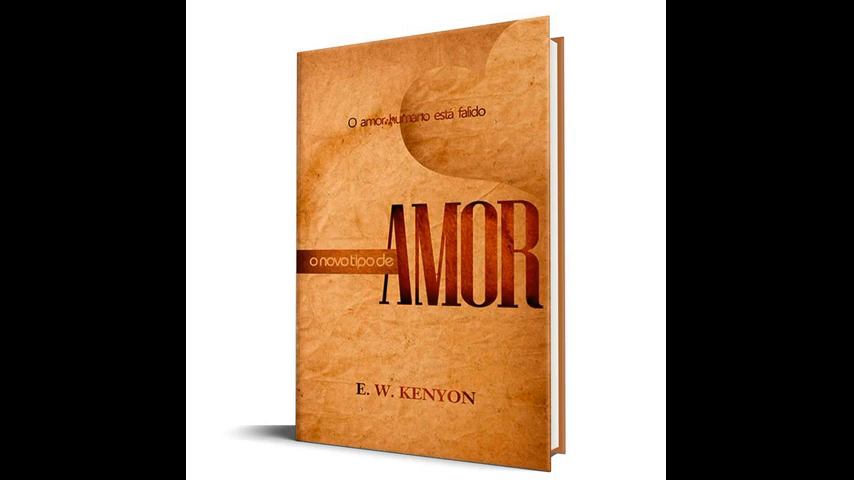 O amor humano está falido
o novo tipo de
AMOR
E. W. KENYON